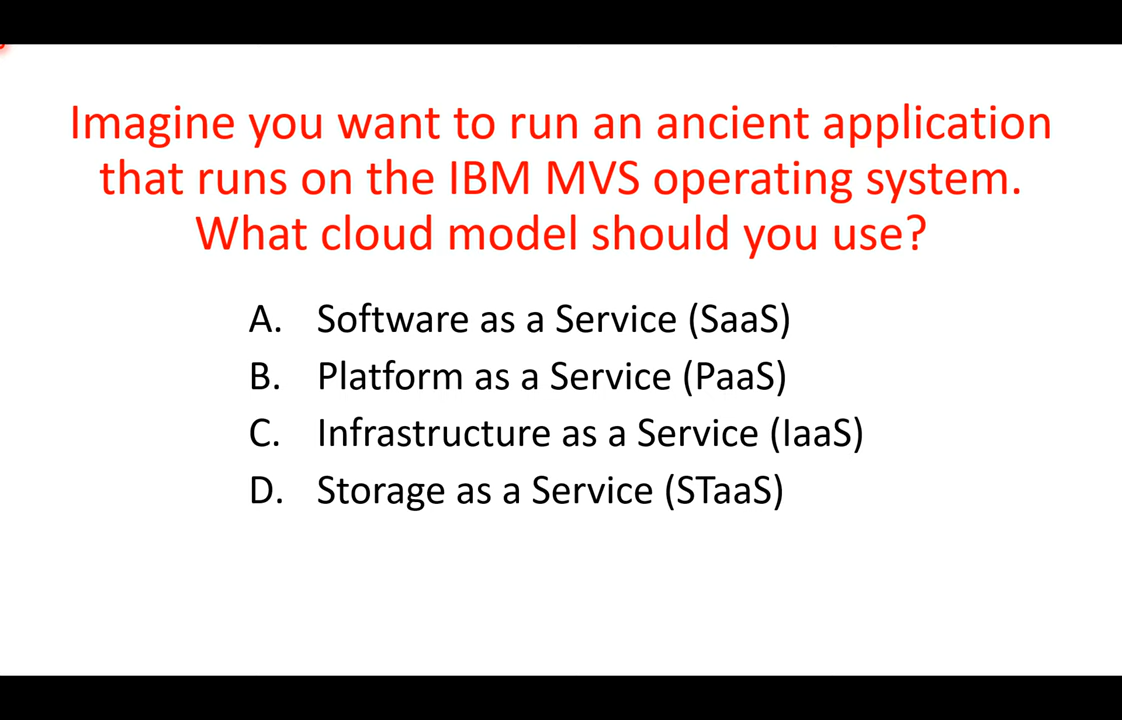 Imagine you want to run an ancient application
that runs on the IBM MVS operating system.
What cloud model should you use?
A. Software as a Service (SaaS)
B. Platform as a Service (PaaS)
C. Infrastructure as a Service (IaaS)
D. Storage as a Service (STaaS)